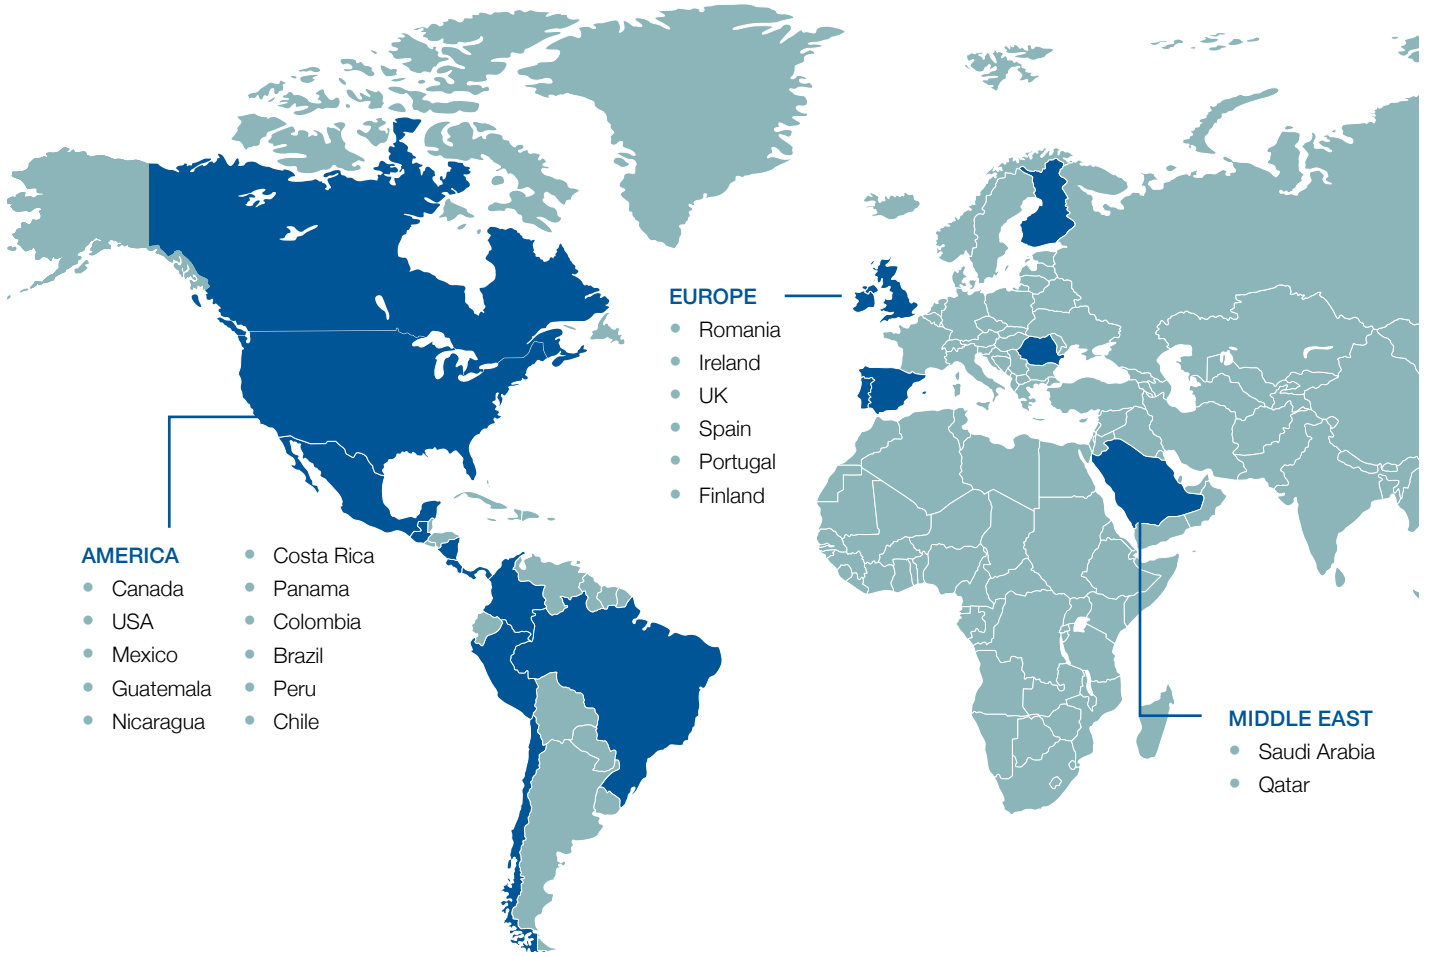 EUROPE
Romania
Ireland
UK
Spain
Portugal
Finland
AMERICA
Canada
USA
Mexico
Guatemala
Nicaragua
Costa Rica
Panama
Colombia
Brazil
Peru
Chile
MIDDLE EAST
Saudi Arabia
Qatar